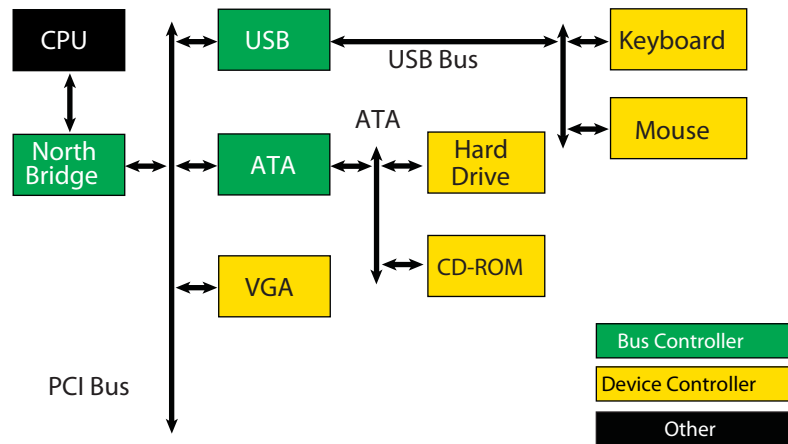 CPU
USB
Keyboard
USB Bus
Mouse
North
Bridge
ATA
ATA
Hard
Drive
VGA
CD-ROM
PCI Bus
Bus Controller
Device Controller
Other